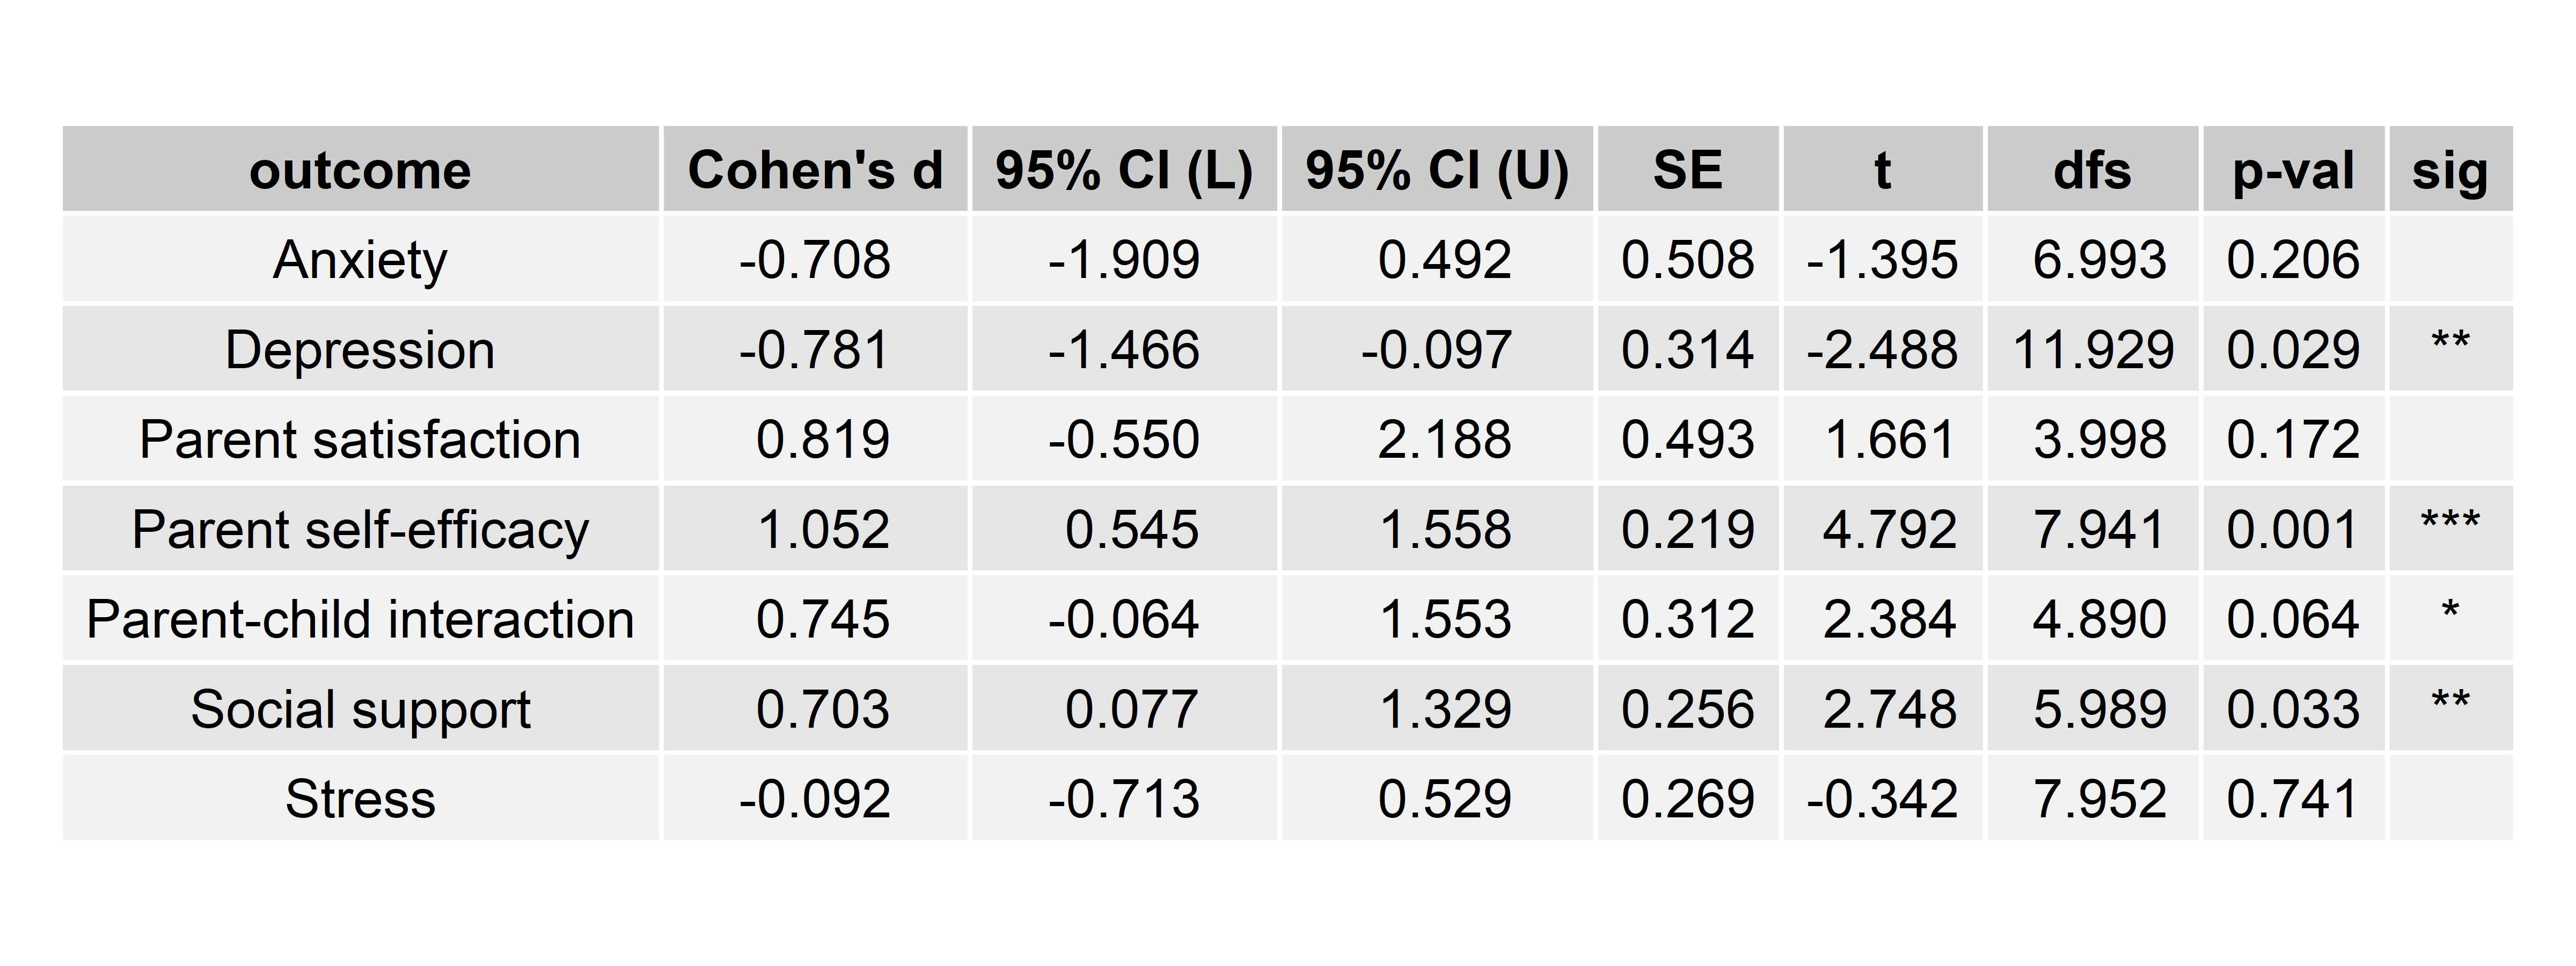 outcome Cohen's d 95% CI (L) 95% CI (U) SE t dfs p-val sig
Anxiety -0.708 -1.909 0.492 0.508 -1.395 6.993 0.206
Depression -0.781 -1.466 -0.097 0.314 -2.488 11.929 0.029 **
Parent satisfaction 0.819 -0.550 2.188 0.493 1.661 3.998 0.172
Parent self-efficacy 1.052 0.545 1.558 0.219 4.792 7.941 0.001 ***
Parent-child interaction 0.745 -0.064 1.553 0.312 2.384 4.890 0.064 *
Social support 0.703 0.077 1.329 0.256 2.748 5.989 0.033 **
Stress -0.092 -0.713 0.529 0.269 -0.342 7.952 0.741